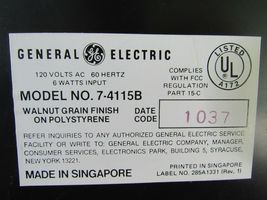 GENERAL GE ELECTRIC
120 VOLTS AC 60 HERTZ
6 WATTS INPUT
COMPLIES
WITH FCC
REGULATION
PART 15-C
LISTED
UL
A172
MODEL NO. 7-4115B
WALNUT GRAIN FINISH
ON POLYSTYRENE
DATE
CODE
1037
REFER INQUIRIES TO ANY AUTHORIZED GENERAL ELECTRIC SERVICE
FACILITY OR WRITE TO: GENERAL ELECTRIC COMPANY, MANAGER,
CONSUMER SERVICES, ELECTRONICS PARK, BUILDING 5, SYRACUSE,
NEW YORK 13221.
MADE IN SINGAPORE
PRINTED IN SINGAPORE
LABEL NO. 285A1331 (Rev. 1)